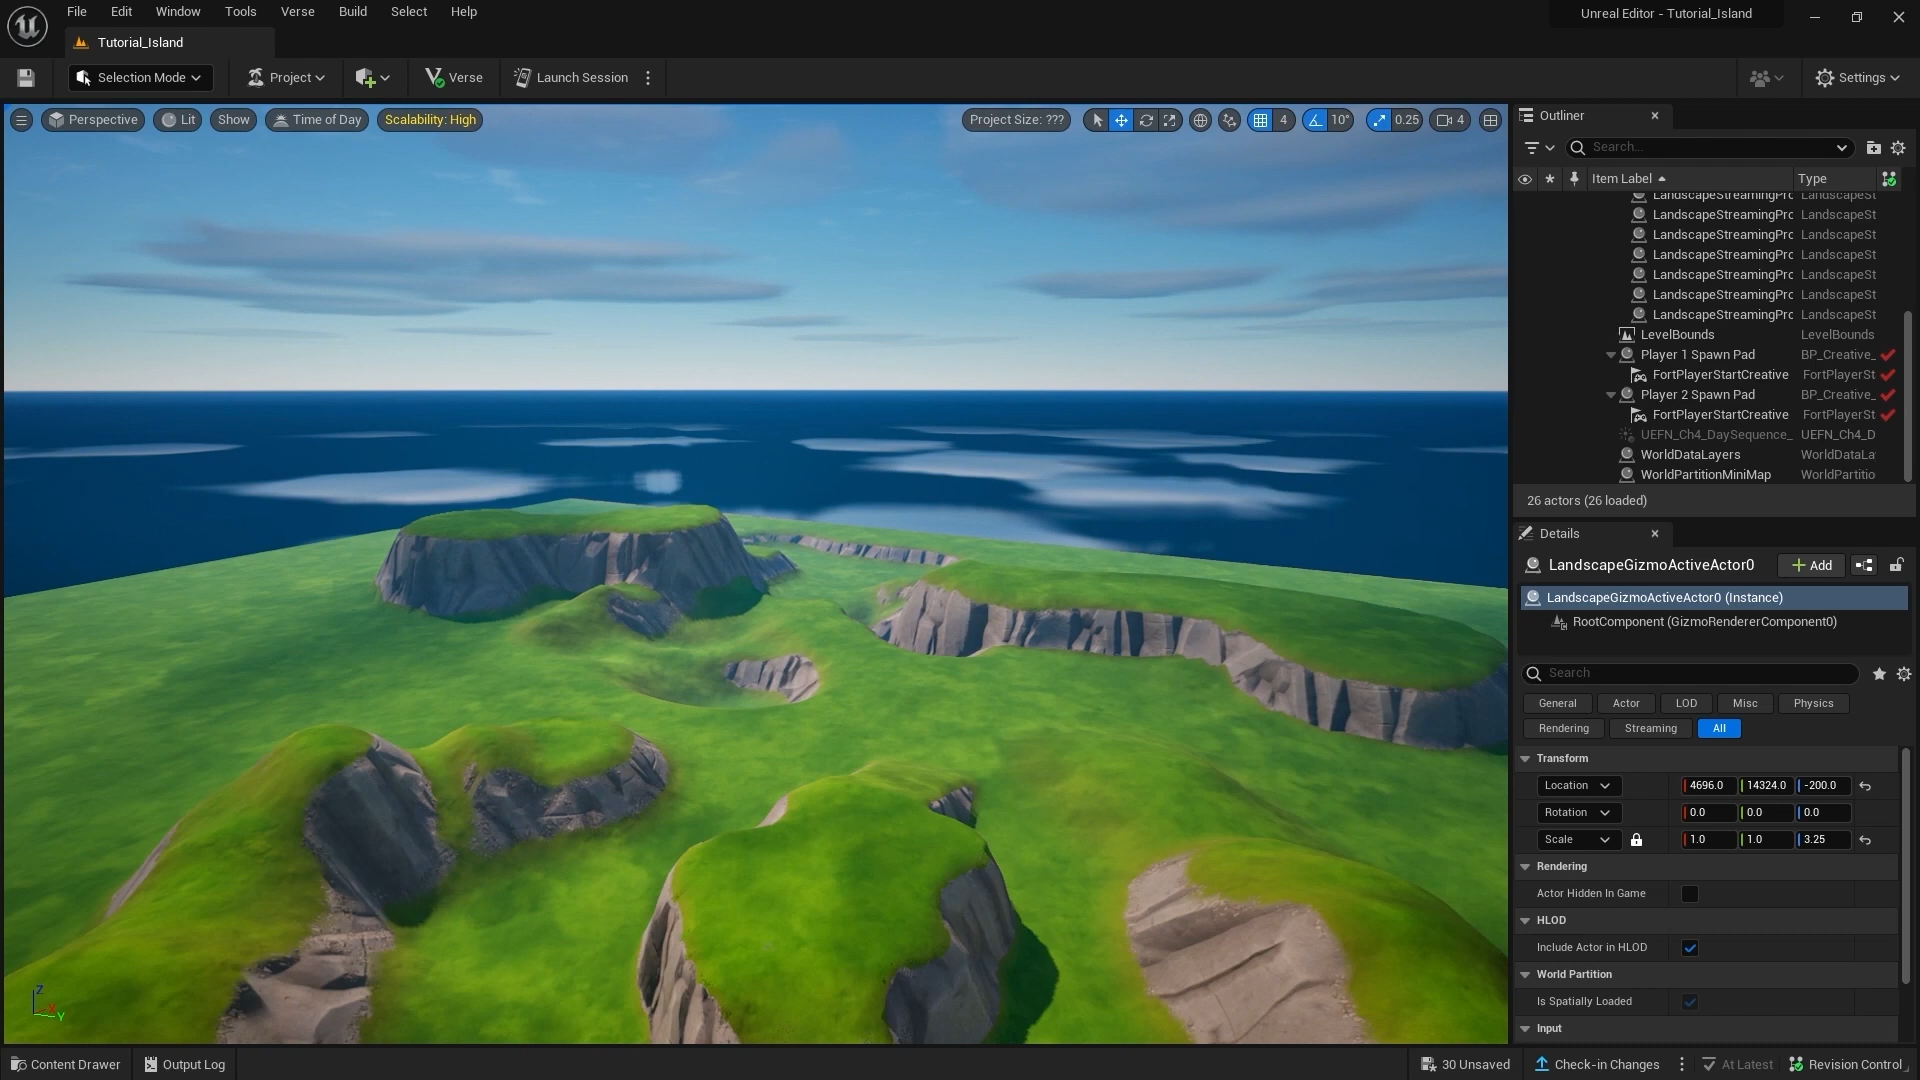 File Edit Window Tools Verse Build Select Help
Unreal Editor - Tutorial_Island
Tutorial_Island
Selection Mode
Project
Verse
Launch Session
Settings
Perspective
Lit
Show
Time of Day
Scalability: High
Project Size: ???
4
10°
0.25
4
Outliner
Search...
Item Label
Type
LandscapeStreamingPrc LandscapeSt
LandscapeStreamingPrc LandscapeSt
LandscapeStreamingPrc LandscapeSt
LandscapeStreamingPrc LandscapeSt
LandscapeStreamingPrc LandscapeSt
LandscapeStreamingPrc LandscapeSt
LandscapeStreamingPrc LandscapeSt
LevelBounds LevelBounds
Player 1 Spawn Pad BP_Creative_
FortPlayerStartCreative FortPlayerSt
Player 2 Spawn Pad BP_Creative_
FortPlayerStartCreative FortPlayerSt
UEFN_Ch4_DaySequence_ UEFN_Ch4_D
WorldDataLayers WorldDataLa
WorldPartitionMiniMap WorldPartitio
26 actors (26 loaded)
Details
LandscapeGizmoActiveActor0
Add
LandscapeGizmoActiveActor0 (Instance)
RootComponent (GizmoRendererComponent0)
Search
General Actor LOD Misc Physics
Rendering Streaming All
Transform
Location 4696.0 14324.0 -200.0
Rotation 0.0 0.0 0.0
Scale 1.0 1.0 3.25
Rendering
Actor Hidden In Game
HLOD
Include Actor in HLOD
World Partition
Is Spatially Loaded
Input
Z
X
Y
Content Drawer
Output Log
30 Unsaved
Check-in Changes
At Latest
Revision Control